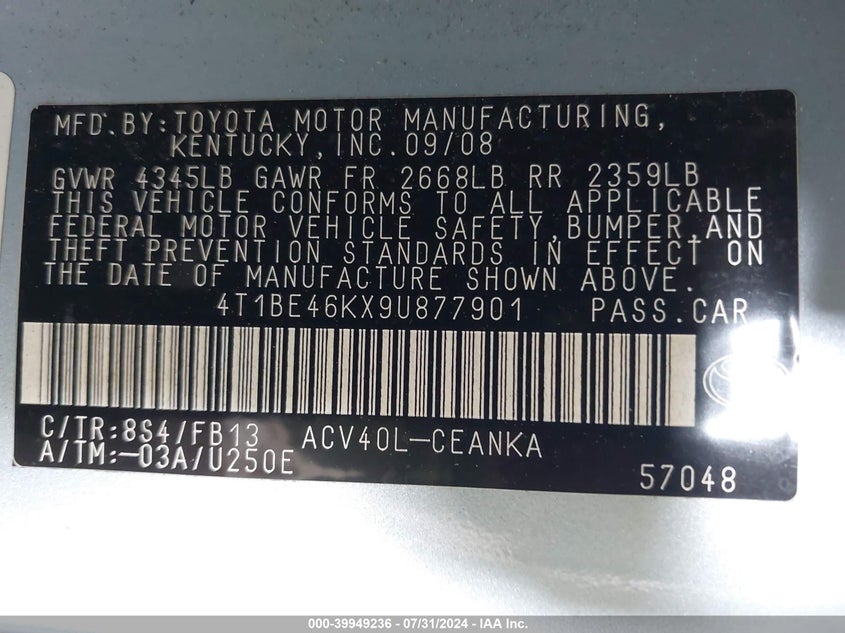 MFD.BY:TOYOTA MOTOR MANUFACTURING,
KENTUCKY,INC.09/08
GVWR 4345LB GAWR FR 2668LB RR 2359LB
THIS VEHICLE CONFORMS TO ALL APPLICABLE
FEDERAL MOTOR VEHICLE SAFETY,BUMPER,AND
THEFT PREVENTION STANDARDS IN EFFECT ON
THE DATE OF MANUFACTURE SHOWN ABOVE.
4T1BE46KX9U877901 PASS.CAR
C/TR:8S4/FB13 ACV40L-CEANKA
A/TM:-03A/U250E
57048
000-39949236 - 07/31/2024 - IAA Inc.